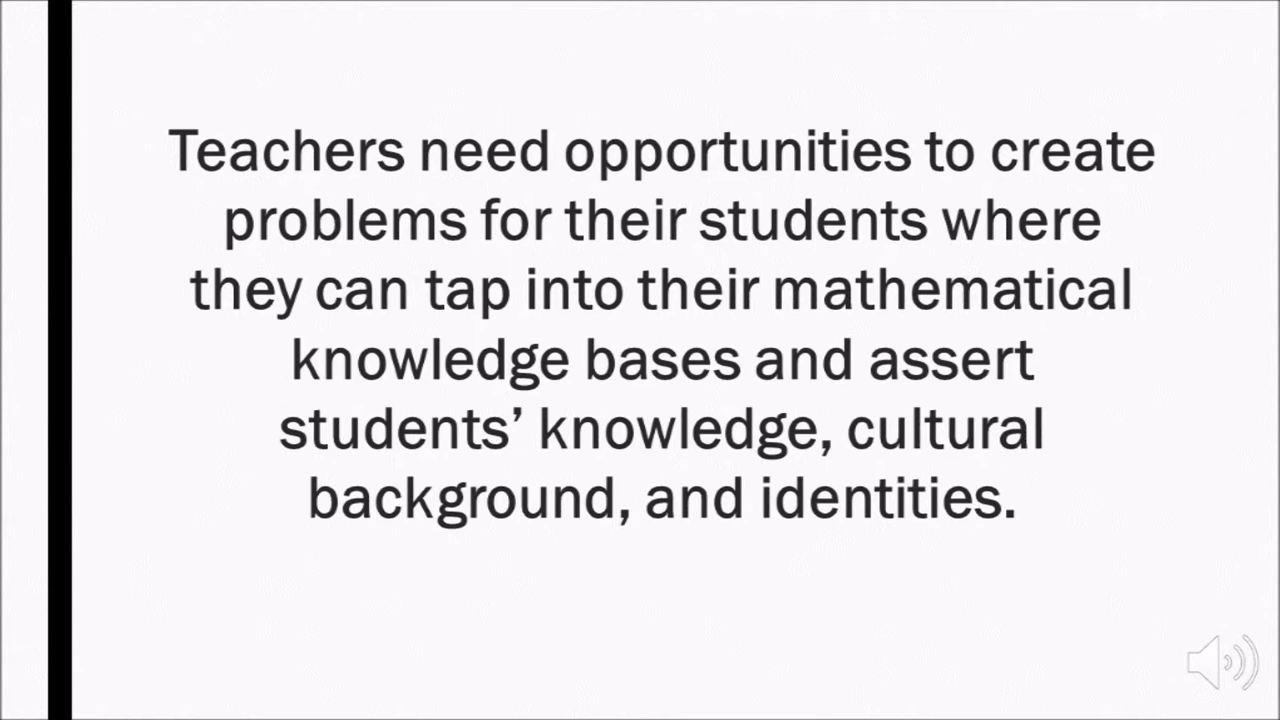 Teachers need opportunities to create
problems for their students where
they can tap into their mathematical
knowledge bases and assert
students’ knowledge, cultural
background, and identities.